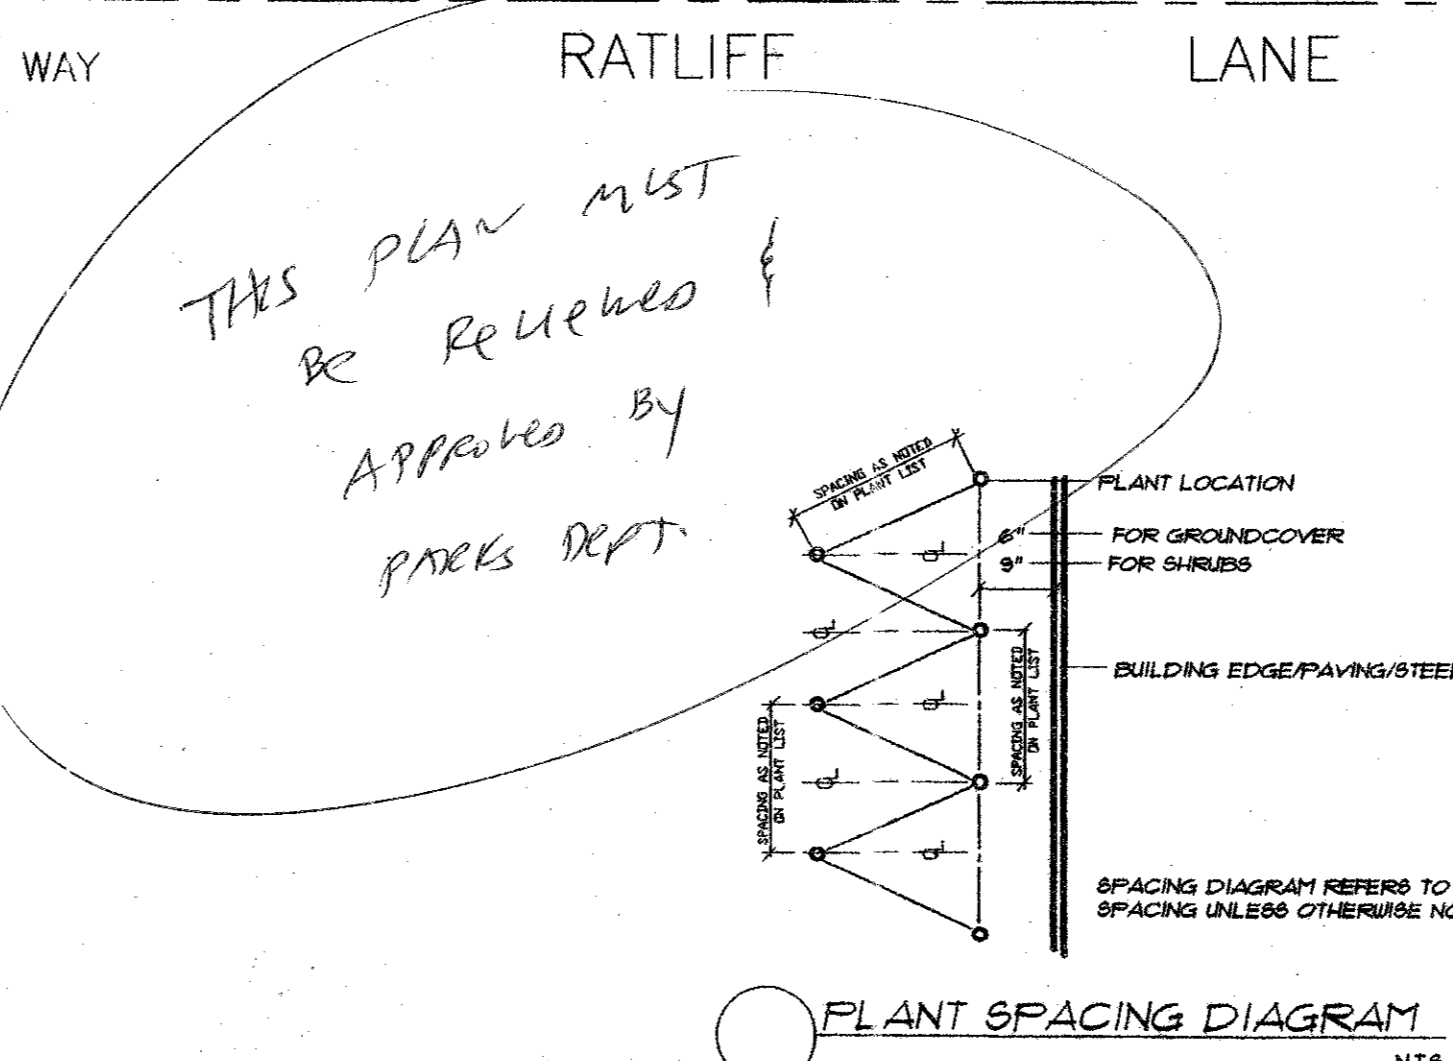 WAY RATLIFF LANE
THIS PLAN MUST
BE REVIEWED &
APPROVED BY
PARKS DEPT.
SPACING AS NOTED
ON PLANT LIST
PLANT LOCATION
6" FOR GROUNDCOVER
9" FOR SHRUBS
SPACING AS NOTED
ON PLANT LIST
BUILDING EDGE/PAVING/STEE
SPACING AS NOTED
ON PLANT LIST
SPACING DIAGRAM REFERS TO
SPACING UNLESS OTHERWISE NO
PLANT SPACING DIAGRAM
NTS